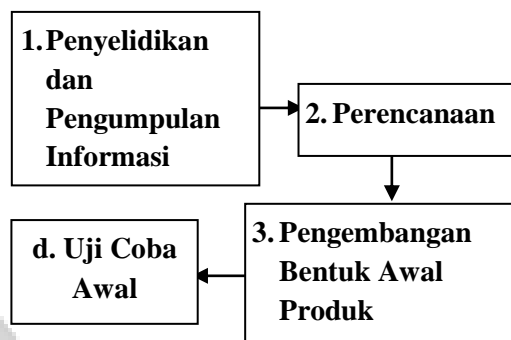 1. Penyelidikan
dan
Pengumpulan
Informasi
2. Perencanaan
3. Pengembangan
Bentuk Awal
Produk
d. Uji Coba
Awal